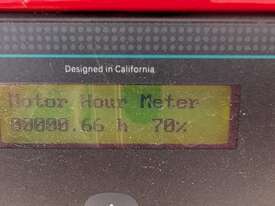 Designed in California
Motor Hour Meter
00000.66 h 70%